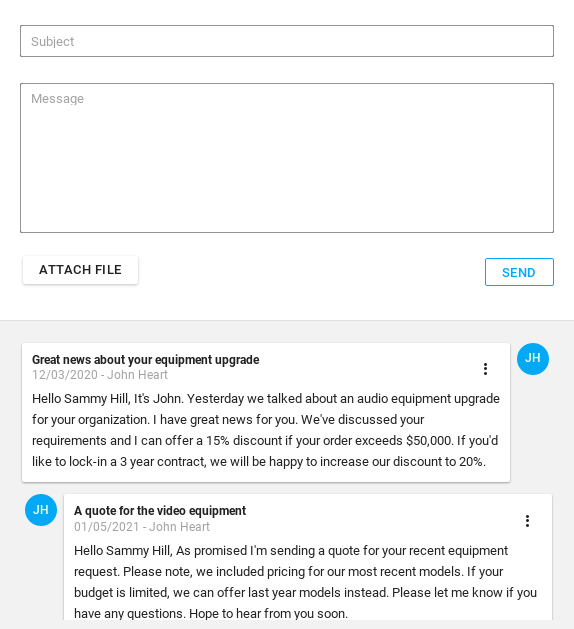 Subject
Message
ATTACH FILE
SEND
Great news about your equipment upgrade
12/03/2020 - John Heart
JH
Hello Sammy Hill, It's John. Yesterday we talked about an audio equipment upgrade
for your organization. I have great news for you. We've discussed your
requirements and I can offer a 15% discount if your order exceeds $50,000. If you'd
like to lock-in a 3 year contract, we will be happy to increase our discount to 20%.
JH
A quote for the video equipment
01/05/2021 - John Heart
Hello Sammy Hill, As promised I'm sending a quote for your recent equipment
request. Please note, we included pricing for our most recent models. If your
budget is limited, we can offer last year models instead. Please let me know if you
have any questions. Hope to hear from you soon.